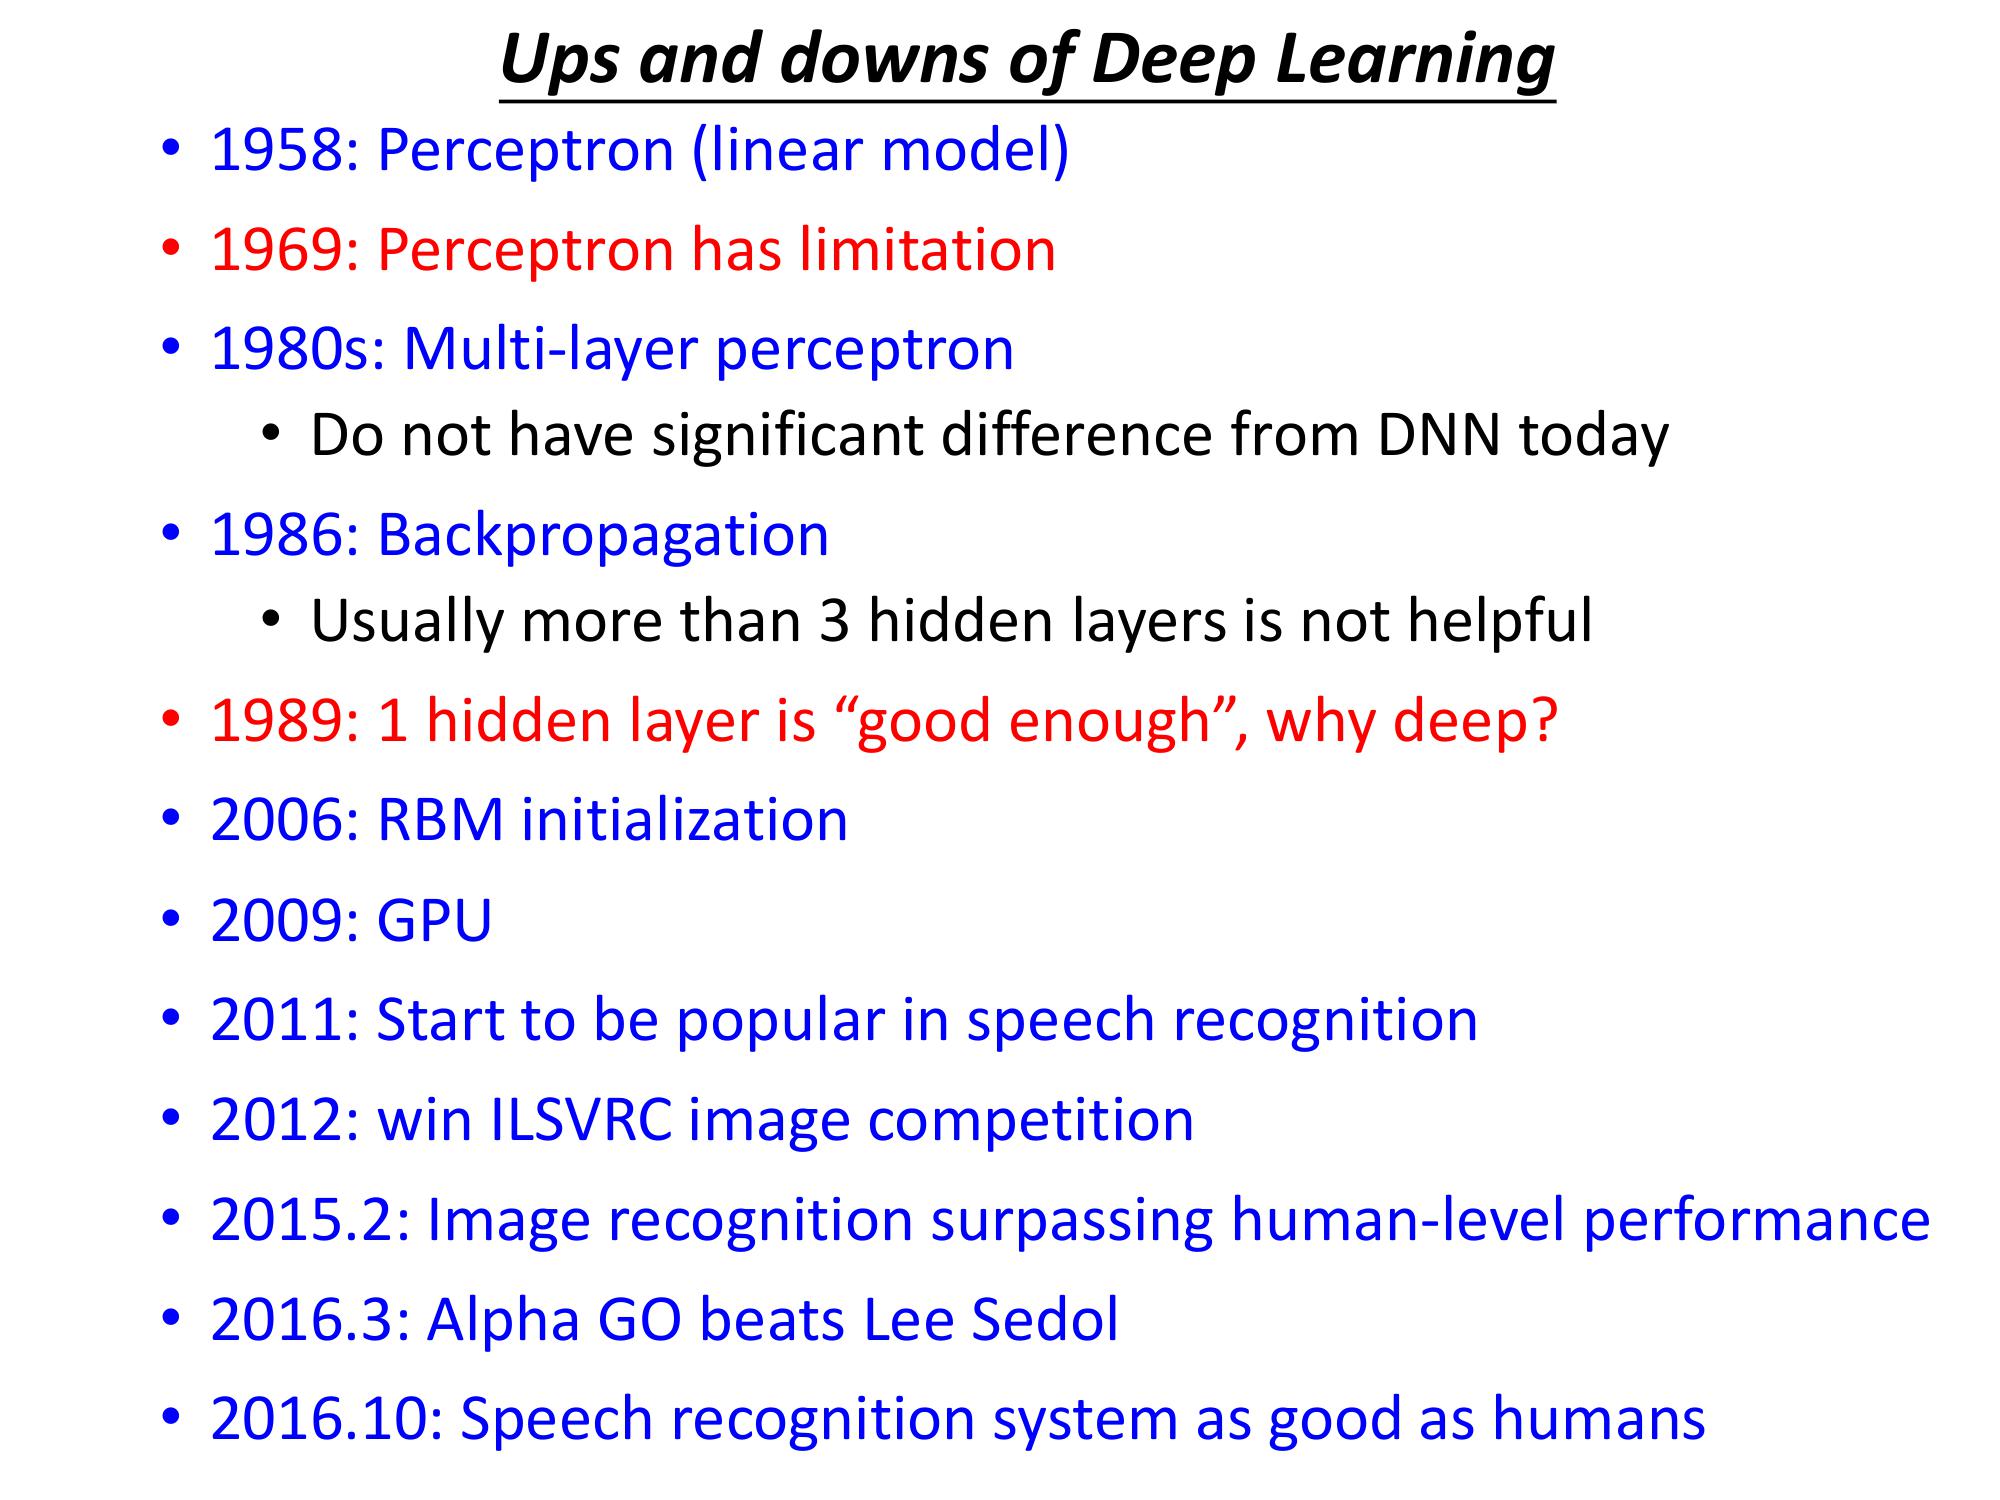 Ups and downs of Deep Learning
• 1958: Perceptron (linear model)
• 1969: Perceptron has limitation
• 1980s: Multi-layer perceptron
• Do not have significant difference from DNN today
• 1986: Backpropagation
• Usually more than 3 hidden layers is not helpful
• 1989: 1 hidden layer is “good enough”, why deep?
• 2006: RBM initialization
• 2009: GPU
• 2011: Start to be popular in speech recognition
• 2012: win ILSVRC image competition
• 2015.2: Image recognition surpassing human-level performance
• 2016.3: Alpha GO beats Lee Sedol
• 2016.10: Speech recognition system as good as humans